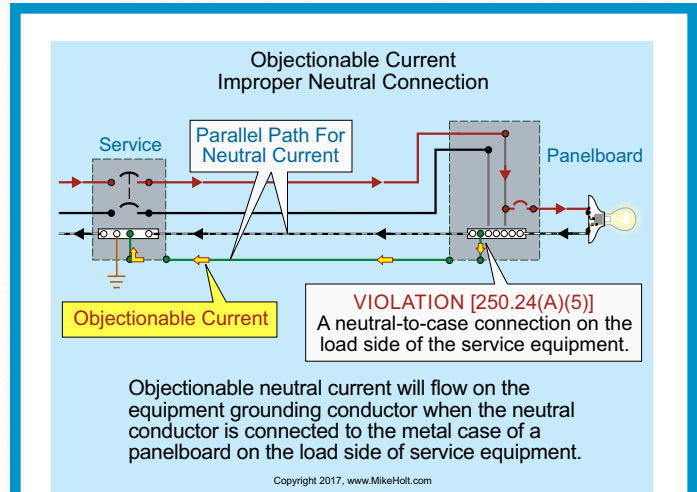 Objectionable Current
Improper Neutral Connection
Service
Parallel Path For
Neutral Current
Panelboard
Objectionable Current
VIOLATION [250.24(A)(5)]
A neutral-to-case connection on the
load side of the service equipment.
Objectionable neutral current will flow on the
equipment grounding conductor when the neutral
conductor is connected to the metal case of a
panelboard on the load side of service equipment.
Copyright 2017, www.MikeHolt.com